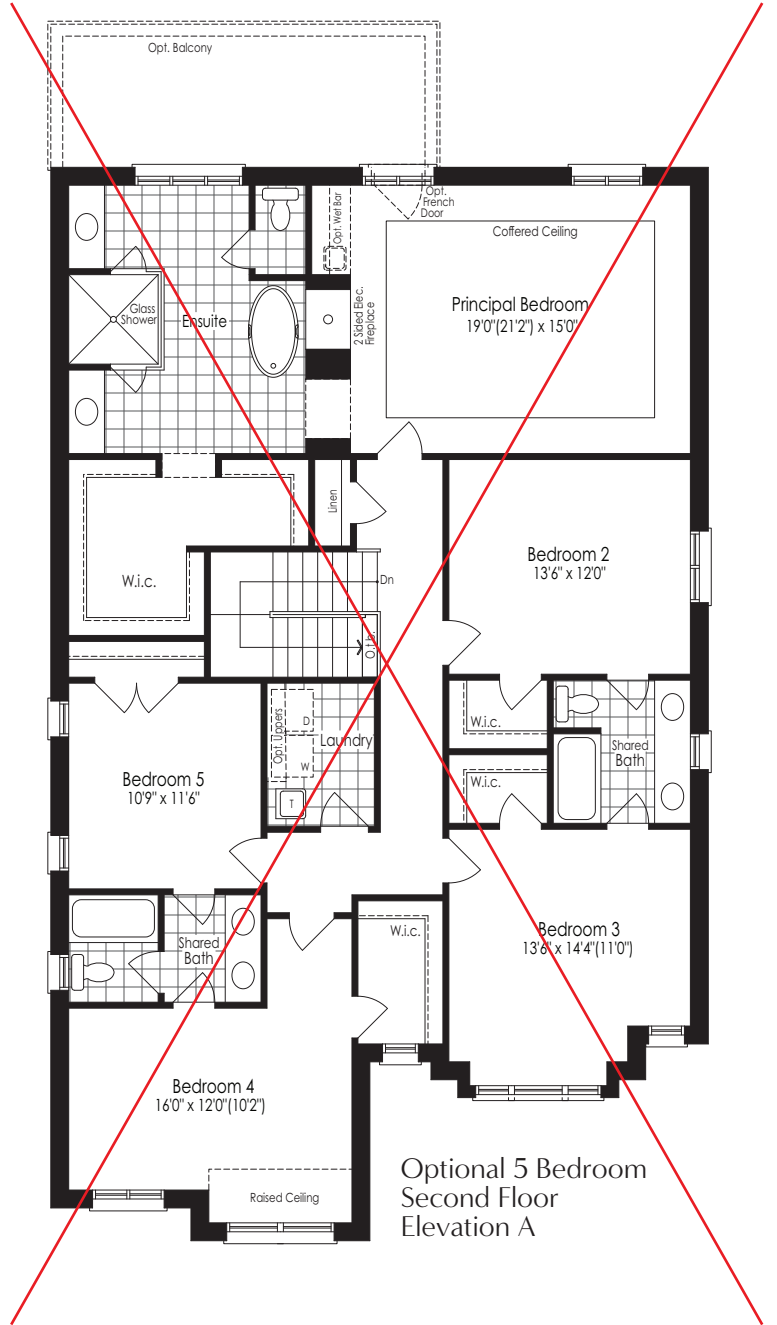 Opt. Balcony
Opt. Wet Bar
Opt.
French
Door
Coffered Ceiling
Glass
Shower
Ensuite
2 Sided Elec.
Fireplace
Principal Bedroom
19'0"(21'2") x 15'0"
Linen
W.i.c.
Dn
O.t.b.
Bedroom 2
13'6" x 12'0"
W.i.c.
Shared
Bath
W.i.c.
Opt. Uppers
D
W
T
Laundry
Bedroom 5
10'9" x 11'6"
Shared
Bath
W.i.c.
Bedroom 3
13'6" x 14'4"(11'0")
Bedroom 4
16'0" x 12'0"(10'2")
Raised Ceiling
Optional 5 Bedroom
Second Floor
Elevation A